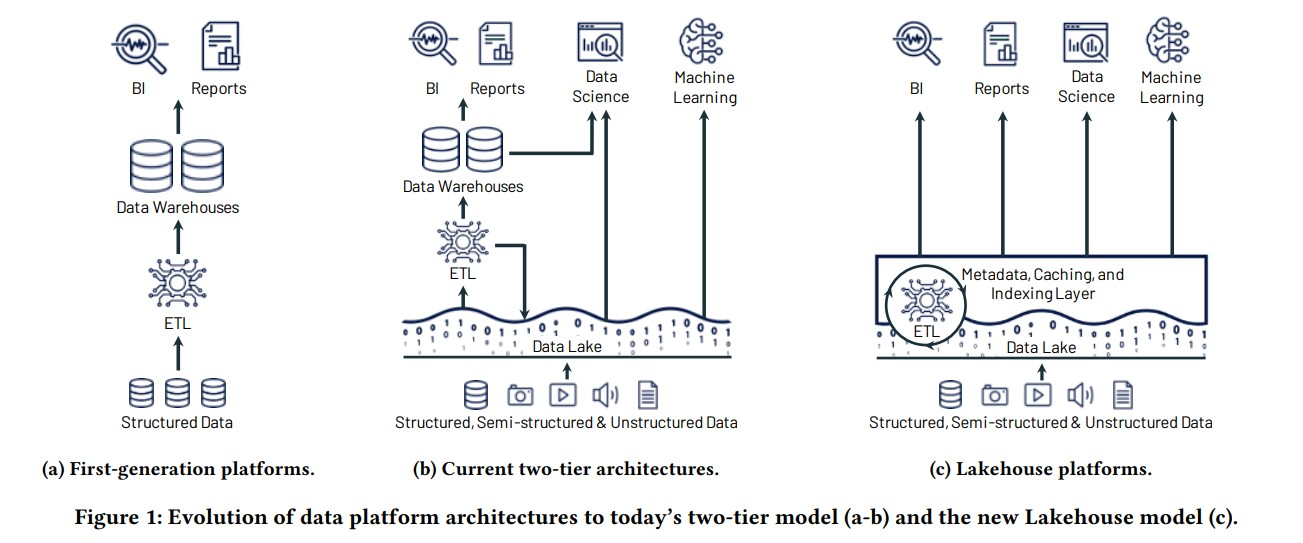 BI
Reports
Data Warehouses
ETL
Structured Data
(a) First-generation platforms.
BI
Reports
Data
Science
Machine
Learning
Data Warehouses
ETL
Data Lake
Structured, Semi-structured & Unstructured Data
(b) Current two-tier architectures.
BI
Reports
Data
Science
Machine
Learning
Metadata, Caching, and
Indexing Layer
ETL
Data Lake
Structured, Semi-structured & Unstructured Data
(c) Lakehouse platforms.
Figure 1: Evolution of data platform architectures to today's two-tier model (a-b) and the new Lakehouse model (c).